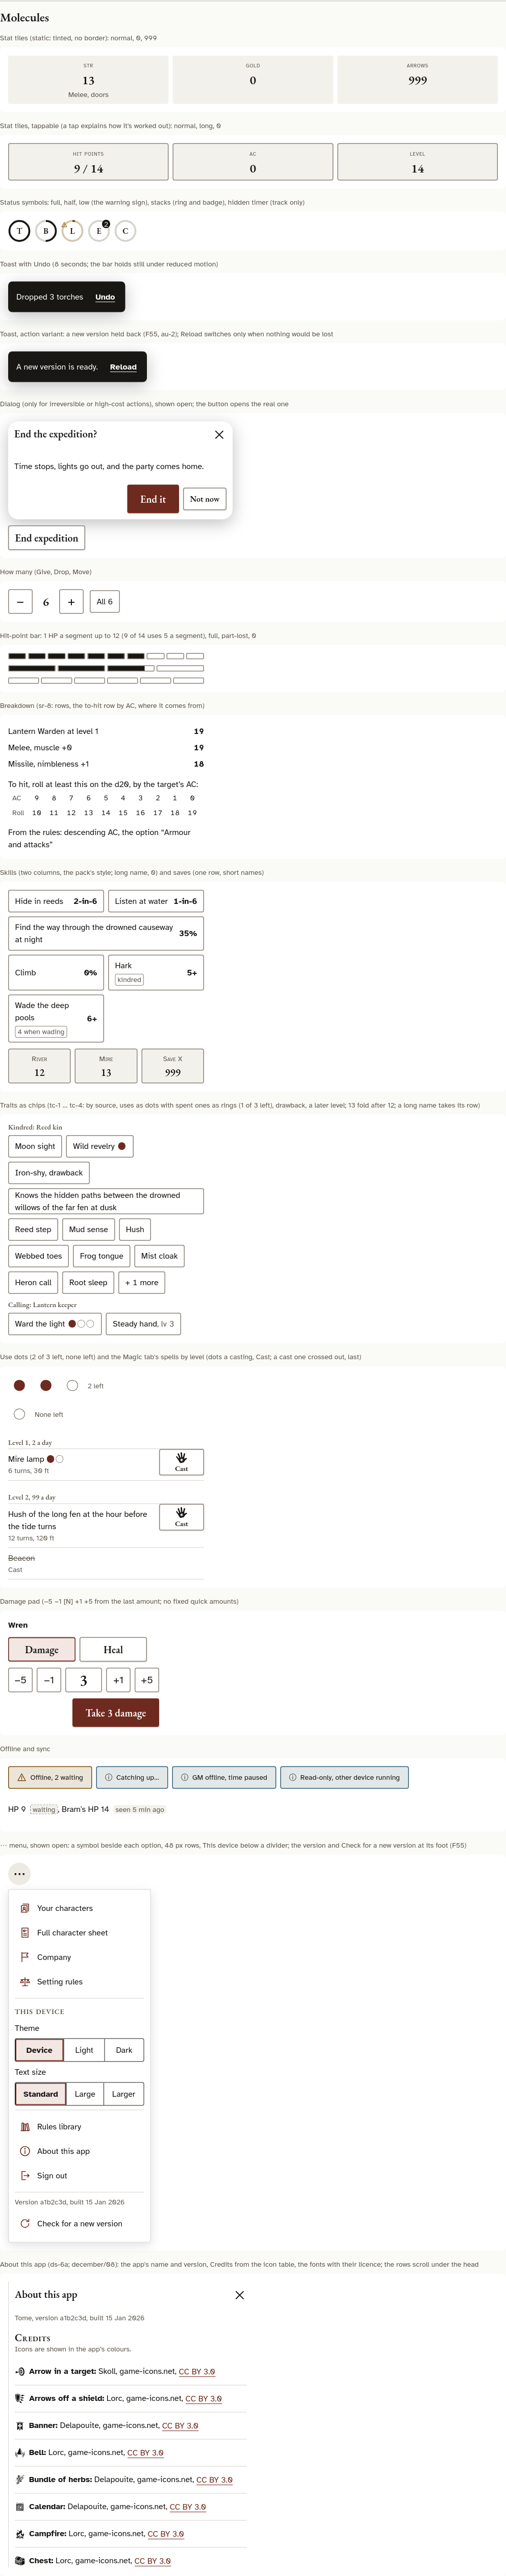 Molecules
Stat tiles (static: tinted, no border): normal, 0, 999
STR
13
Melee, doors
GOLD
0
ARROWS
999
Stat tiles, tappable (a tap explains how it's worked out): normal, long, 0
HIT POINTS
9 / 14
AC
0
LEVEL
14
Status symbols: full, half, low (the warning sign), stacks (ring and badge), hidden timer (track only)
T B L E 2 C
Toast with Undo (8 seconds; the bar holds still under reduced motion)
Dropped 3 torches Undo
Toast, action variant: a new version held back (F55, au-2); Reload switches only when nothing would be lost
A new version is ready. Reload
Dialog (only for irreversible or high-cost actions), shown open; the button opens the real one
End the expedition?
Time stops, lights go out, and the party comes home.
End it Not now
End expedition
How many (Give, Drop, Move)
− 6 + All 6
Hit-point bar: 1 HP a segment up to 12 (9 of 14 uses 5 a segment), full, part-lost, 0
Breakdown (sr-8: rows, the to-hit row by AC, where it comes from)
Lantern Warden at level 1 19
Melee, muscle +0 19
Missile, nimbleness +1 18
To hit, roll at least this on the d20, by the target's AC:
AC 9 8 7 6 5 4 3 2 1 0
Roll 10 11 12 13 14 15 16 17 18 19
From the rules: descending AC, the option "Armour
and attacks"
Skills (two columns, the pack's style; long name, 0) and saves (one row, short names)
Hide in reeds 2-in-6 Listen at water 1-in-6
Find the way through the drowned causeway
at night
35%
Climb 0%
Hark
kindred
5+
Wade the deep
pools
4 when wading
6+
River
12
Mire
13
Save X
999
Traits as chips (tc-1 … tc-4: by source, uses as dots with spent ones as rings (1 of 3 left), drawback, a later level; 13 fold after 12; a long name takes its row)
Kindred: Reed kin
Moon sight Wild revelry
Iron-shy, drawback
Knows the hidden paths between the drowned
willows of the far fen at dusk
Reed step Mud sense Hush
Webbed toes Frog tongue Mist cloak
Heron call Root sleep + 1 more
Calling: Lantern keeper
Ward the light Steady hand, lv 3
Use dots (2 of 3 left, none left) and the Magic tab's spells by level (dots a casting, Cast; a cast one crossed out, last)
2 left
None left
Level 1, 2 a day
Mire lamp
6 turns, 30 ft
Cast
Level 2, 99 a day
Hush of the long fen at the hour before
the tide turns
12 turns, 120 ft
Cast
Beacon
Cast
Damage pad (−5 −1 [N] +1 +5 from the last amount; no fixed quick amounts)
Wren
Damage Heal
−5 −1 3 +1 +5
Take 3 damage
Offline and sync
Offline, 2 waiting Catching up… GM offline, time paused Read-only, other device running
HP 9 waiting, Bram's HP 14 seen 5 min ago
⋯ menu, shown open: a symbol beside each option, 48 px rows, This device below a divider; the version and Check for a new version at its foot (F55)
Your characters
Full character sheet
Company
Setting rules
THIS DEVICE
Theme
Device Light Dark
Text size
Standard Large Larger
Rules library
About this app
Sign out
Version a1b2c3d, built 15 Jan 2026
Check for a new version
About this app (ds-6a; december/08): the app's name and version, Credits from the icon table, the fonts with their licence; the rows scroll under the head
About this app
Tome, version a1b2c3d, built 15 Jan 2026
Credits
Icons are shown in the app's colours.
Arrow in a target: Skoll, game-icons.net, CC BY 3.0
Arrows off a shield: Lorc, game-icons.net, CC BY 3.0
Banner: Delapouite, game-icons.net, CC BY 3.0
Bell: Lorc, game-icons.net, CC BY 3.0
Bundle of herbs: Delapouite, game-icons.net, CC BY 3.0
Calendar: Delapouite, game-icons.net, CC BY 3.0
Campfire: Lorc, game-icons.net, CC BY 3.0
Chest: Lorc, game-icons.net, CC BY 3.0